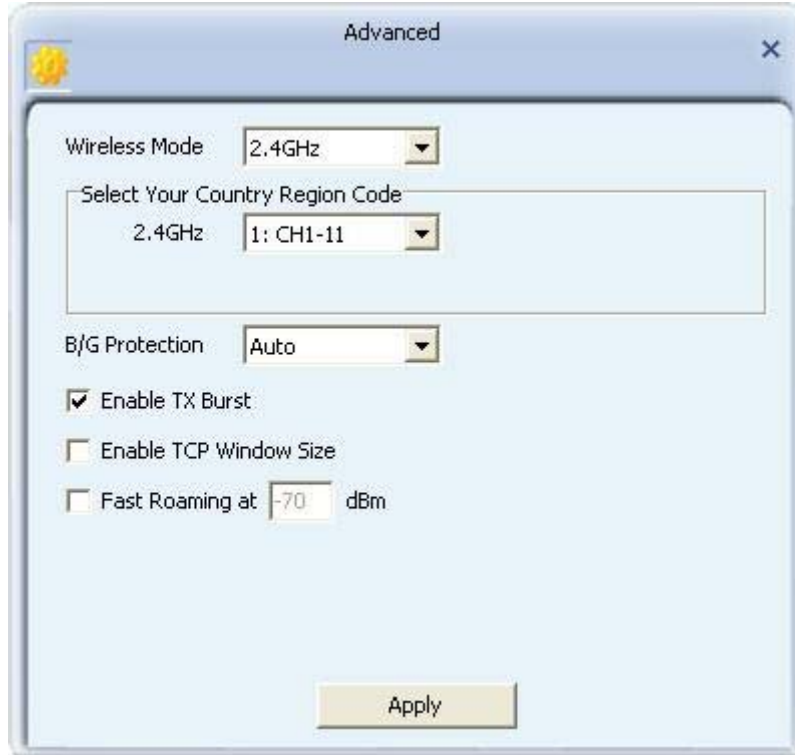 Advanced
Wireless Mode 2.4GHz
Select Your Country Region Code
2.4GHz 1: CH1-11
B/G Protection Auto
Enable TX Burst
Enable TCP Window Size
Fast Roaming at -70 dBm
Apply